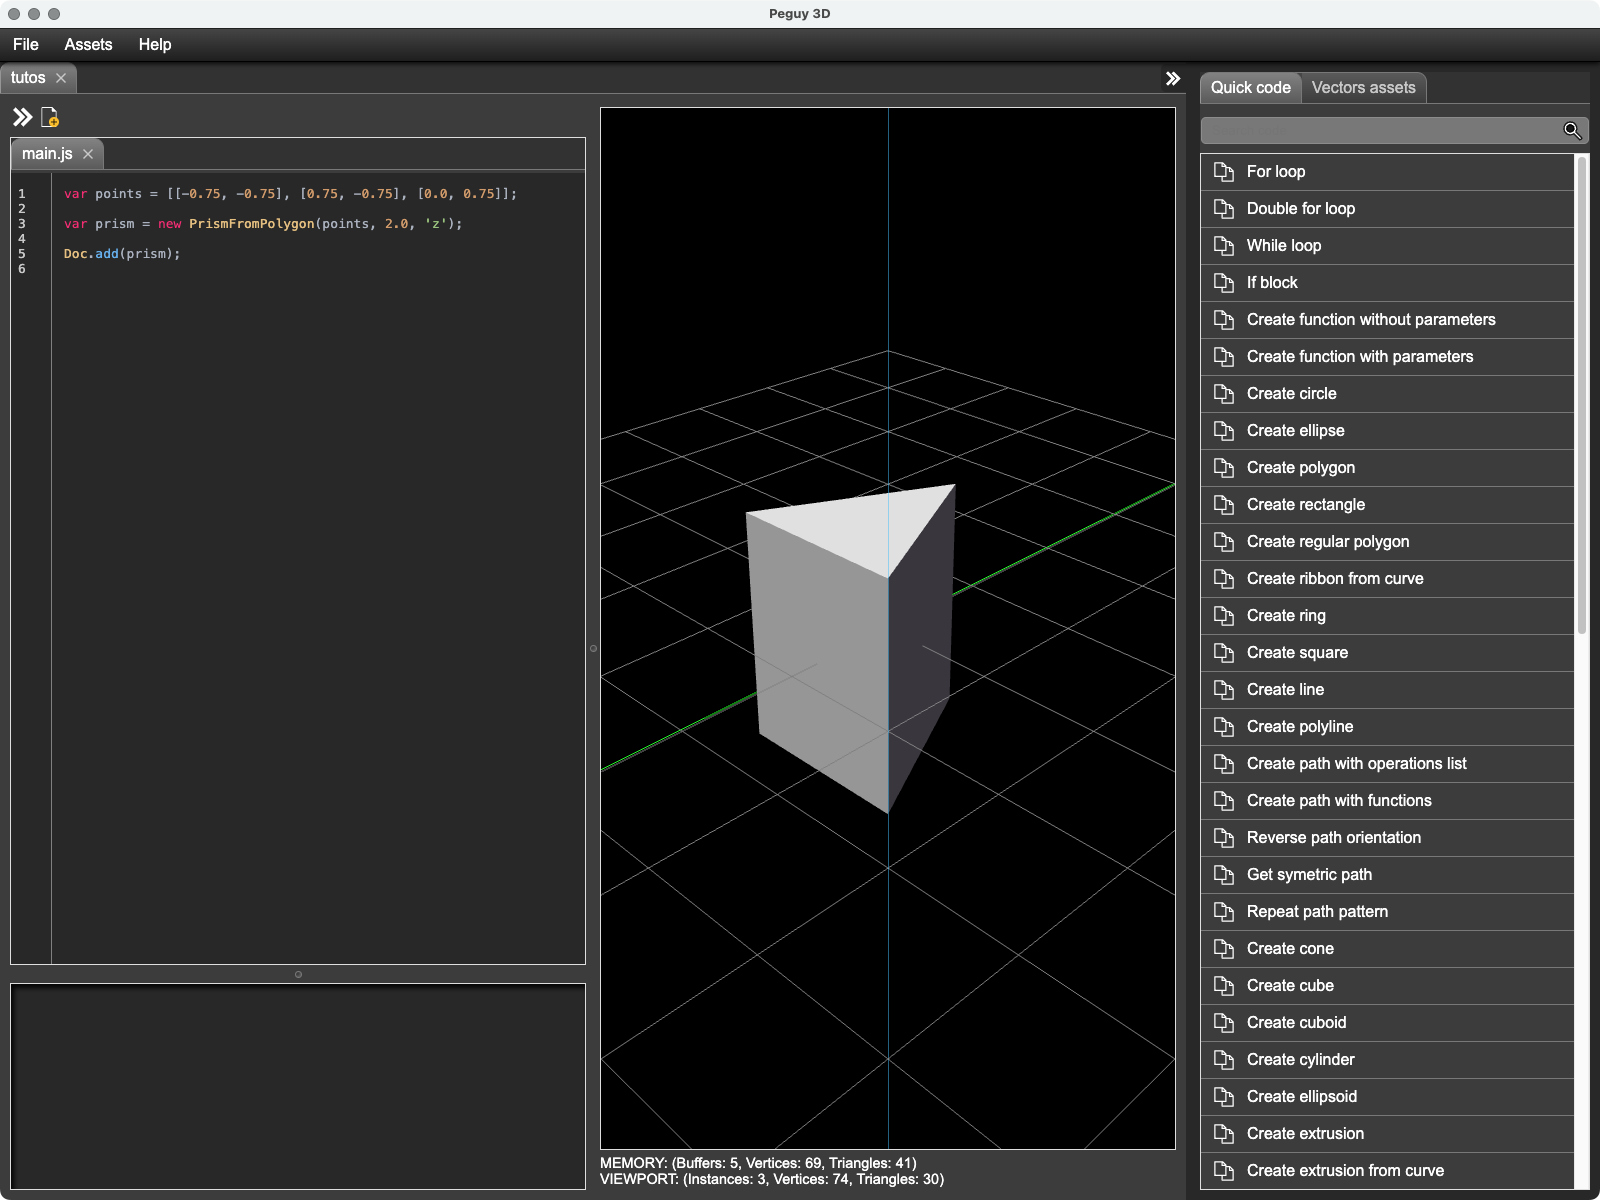 Peguy 3D
File Assets Help
tutos
main.js
1 var points = [[-0.75, -0.75], [0.75, -0.75], [0.0, 0.75]];
2
3 var prism = new PrismFromPolygon(points, 2.0, 'z');
4
5 Doc.add(prism);
6
MEMORY: (Buffers: 5, Vertices: 69, Triangles: 41)
VIEWPORT: (Instances: 3, Vertices: 74, Triangles: 30)
Quick code Vectors assets
For loop
Double for loop
While loop
If block
Create function without parameters
Create function with parameters
Create circle
Create ellipse
Create polygon
Create rectangle
Create regular polygon
Create ribbon from curve
Create ring
Create square
Create line
Create polyline
Create path with operations list
Create path with functions
Reverse path orientation
Get symetric path
Repeat path pattern
Create cone
Create cube
Create cuboid
Create cylinder
Create ellipsoid
Create extrusion
Create extrusion from curve